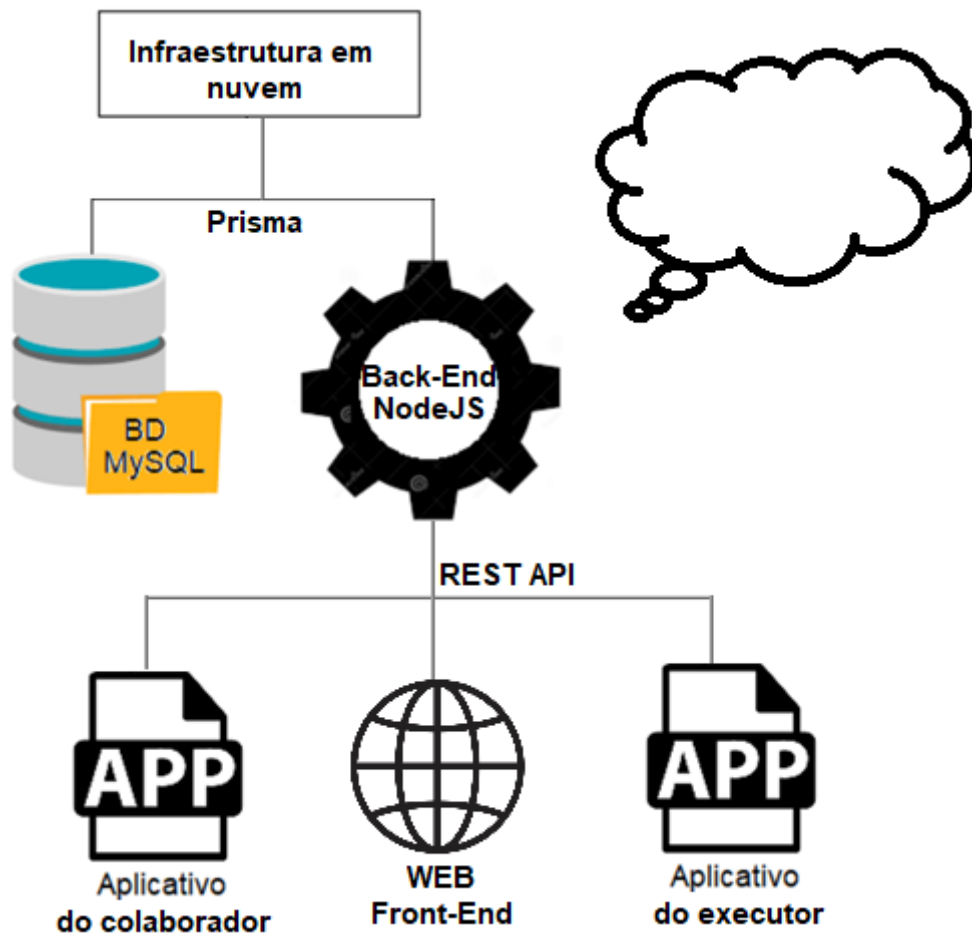 Infraestrutura em
nuvem
Prisma
BD
MySQL
Back-End
NodeJS
REST API
APP
APP
Aplicativo
do colaborador
WEB
Front-End
Aplicativo
do executor